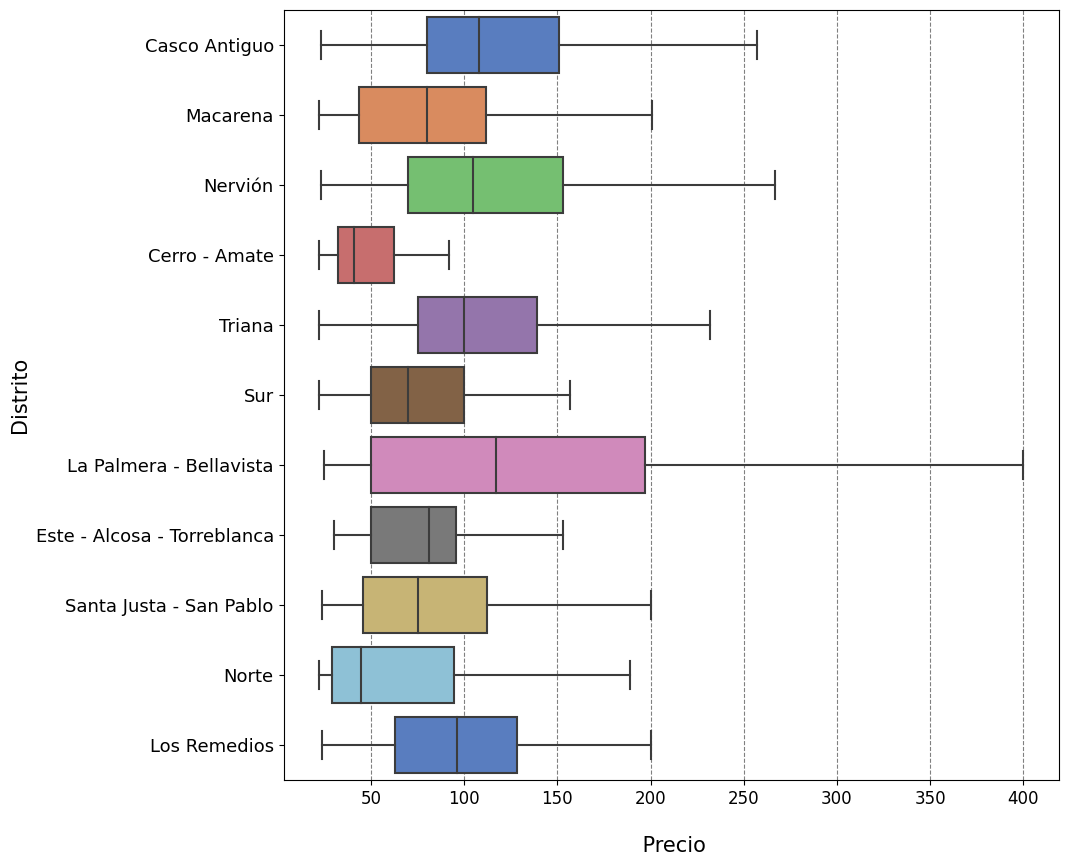 Casco Antiguo
Macarena
Nervión
Cerro - Amate
Triana
Sur
La Palmera - Bellavista
Este - Alcosa - Torreblanca
Santa Justa - San Pablo
Norte
Los Remedios
Distrito
50 100 150 200 250 300 350 400
Precio